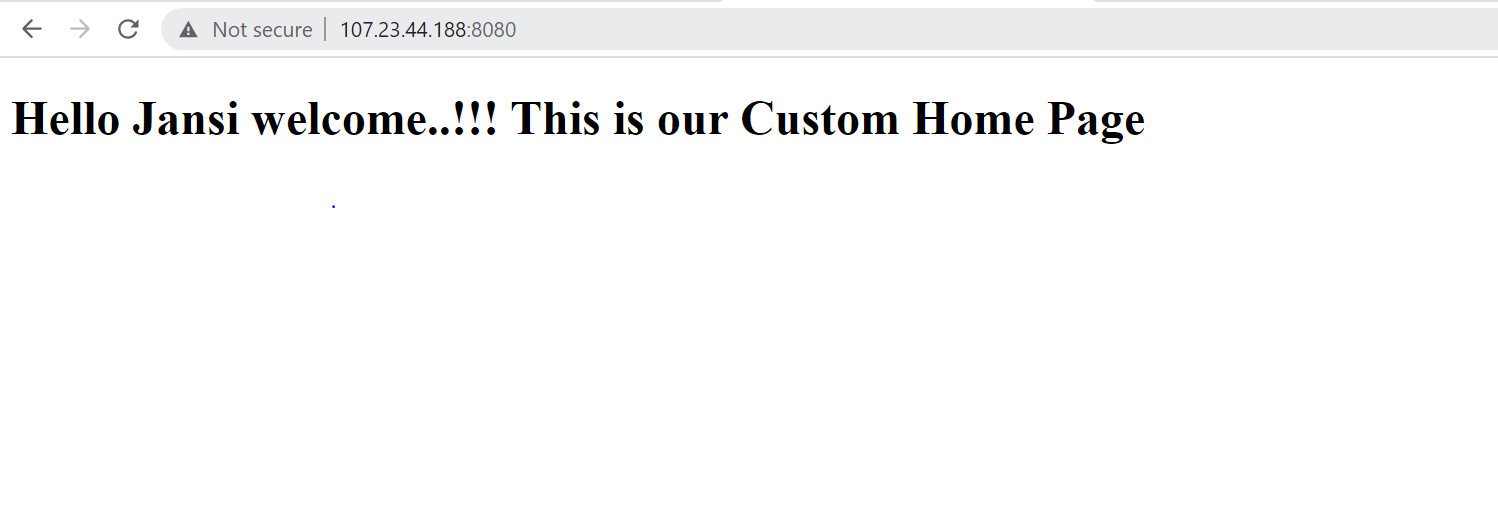 Not secure | 107.23.44.188:8080
Hello Jansi welcome..!!! This is our Custom Home Page